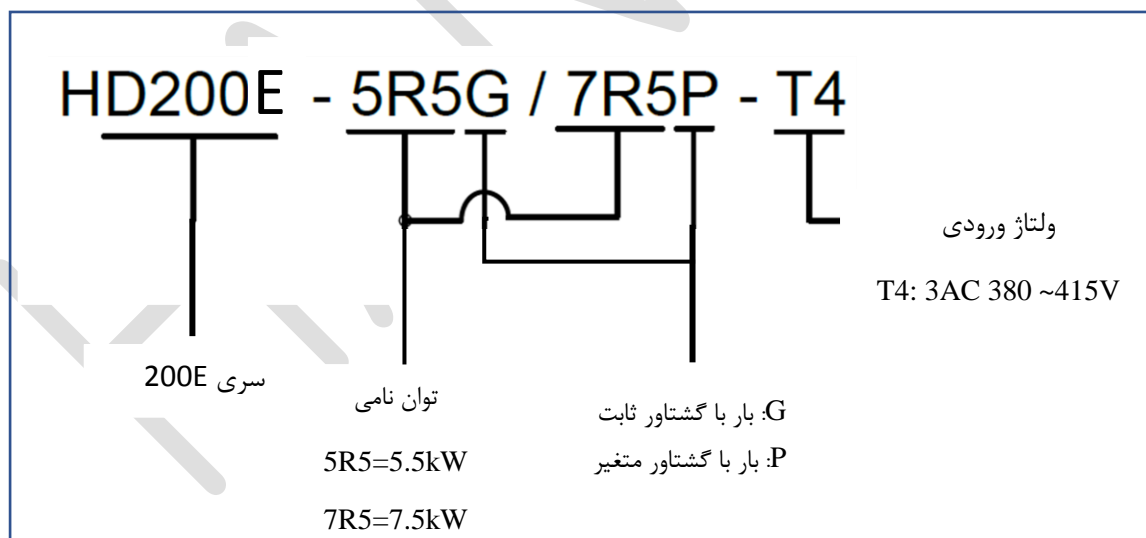 HD200E - 5R5G / 7R5P - T4
ولتاژ ورودی
T4: 3AC 380 ~415V
سری 200E
توان نامی
5R5=5.5kW
7R5=7.5kW
G: بار با گشتاور ثابت
P: بار با گشتاور متغیر